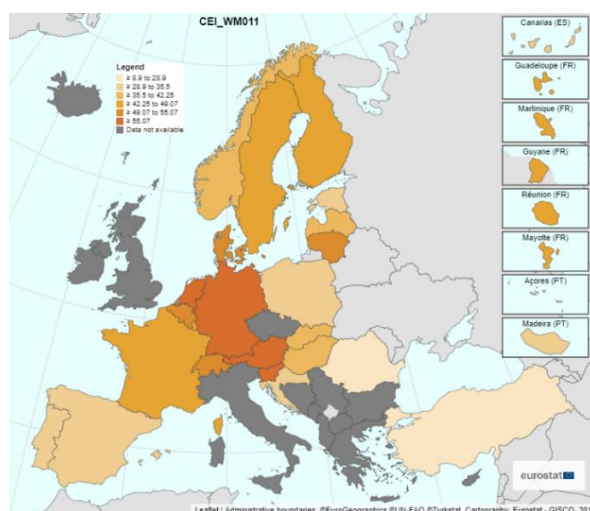 CEI_WM011
Legend
≥ 8.9 to 28.9
≥ 28.9 to 35.5
≥ 35.5 to 42.25
≥ 42.25 to 49.07
≥ 49.07 to 55.07
≥ 55.07
Data not available
Canarias (ES)
Guadeloupe (FR)
Martinique (FR)
Guyane (FR)
Réunion (FR)
Mayotte (FR)
Açores (PT)
Madeira (PT)
eurostat
Leaflet | Administrative boundaries: ©EuroGeographics ©UN-FAO ©Turkstat, Cartography: Eurostat - GISCO, 201